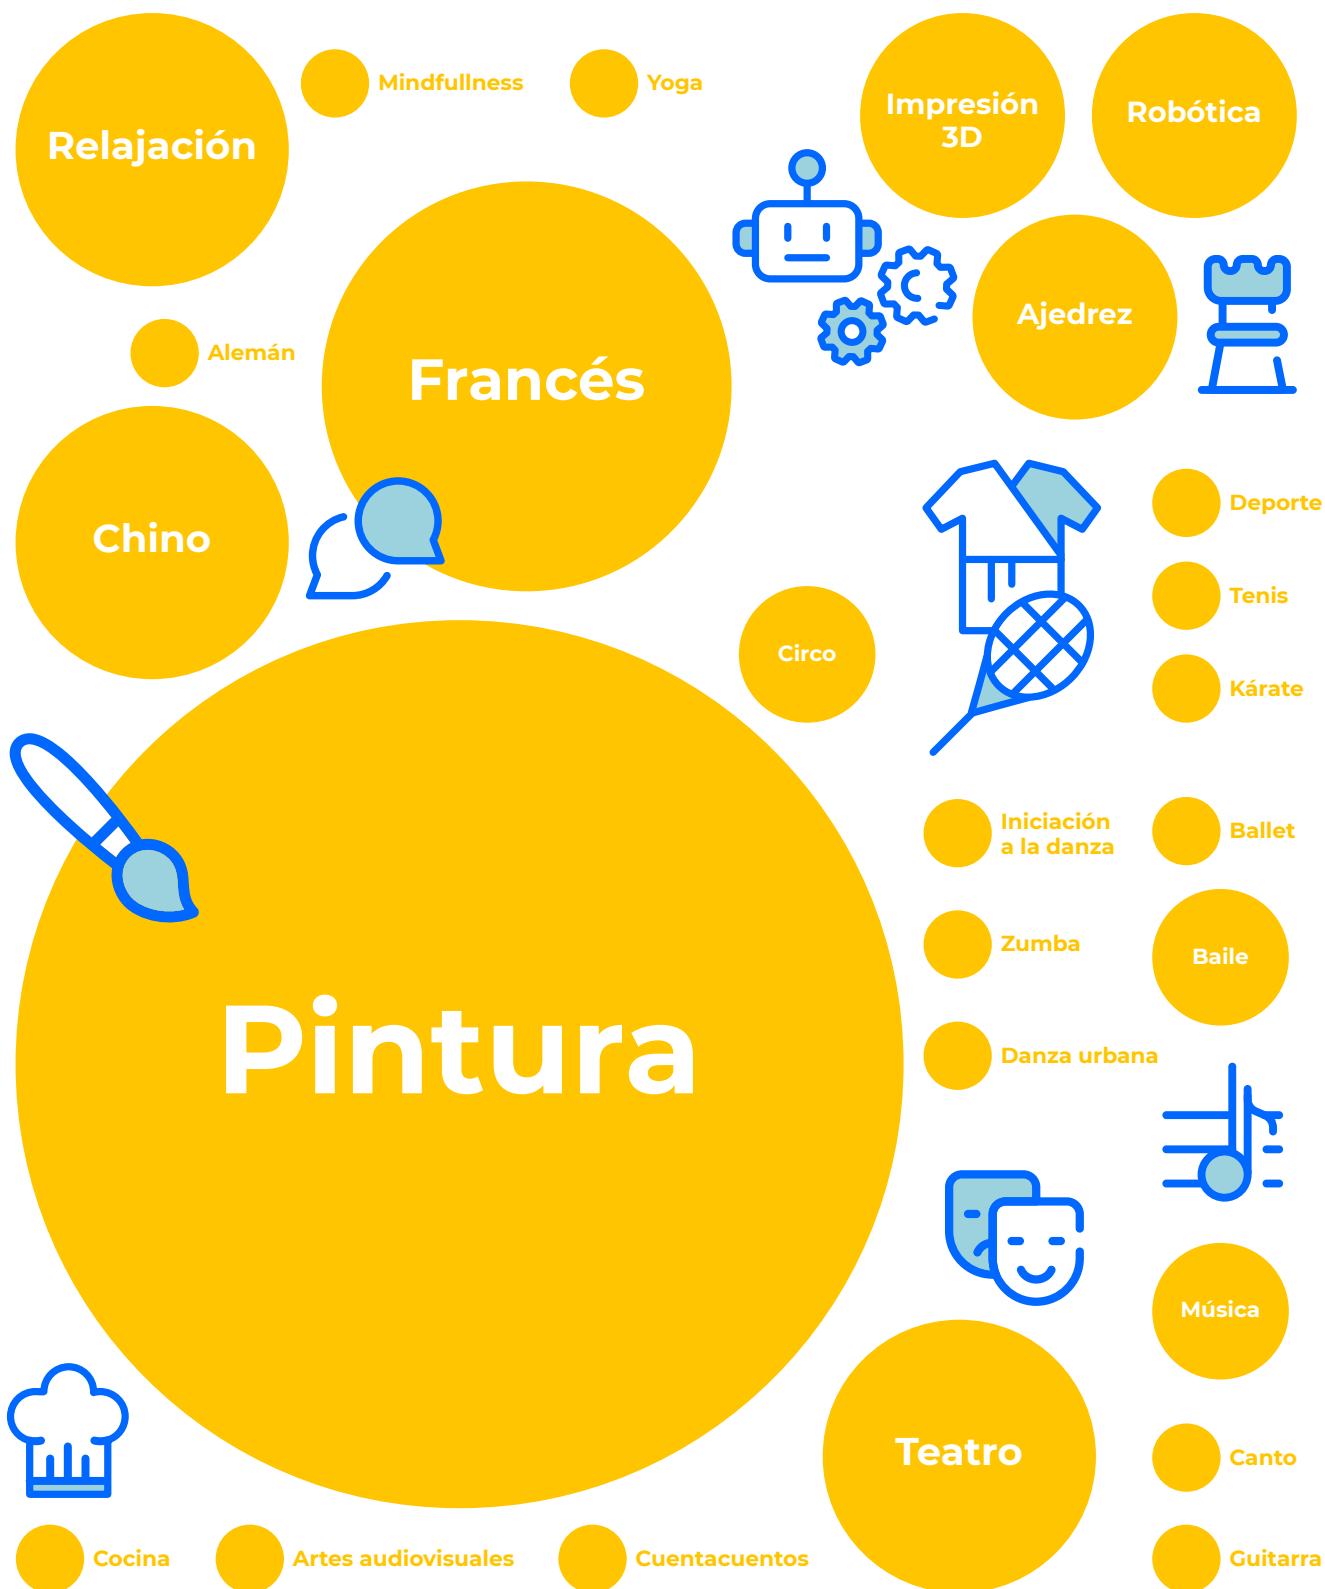 Relajación
Mindfullness
Yoga
Impresión
3D
Robótica
Ajedrez
Alemán
Francés
Chino
Deporte
Tenis
Kárate
Circo
Iniciación
a la danza
Ballet
Zumba
Baile
Danza urbana
Pintura
Música
Teatro
Canto
Cocina
Artes audiovisuales
Cuentacuentos
Guitarra